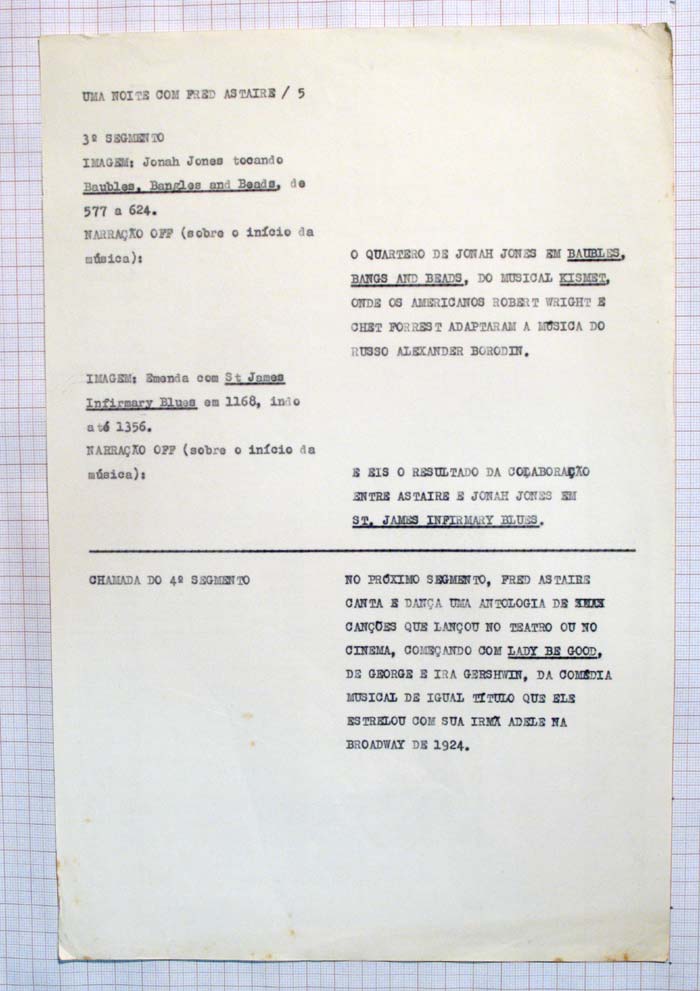 UMA NOITE COM FRED ASTAIRE / 5
3º SEGMENTO
IMAGEM: Jonah Jones tocando
Baubles, Bangles and Beads, de
577 a 624.
NARRAÇÃO OFF (sobre o início da
música):
O QUARTERO DE JONAH JONES EM BAUBLES,
BANGS AND BEADS, DO MUSICAL KISMET,
ONDE OS AMERICANOS ROBERT WRIGHT E
CHET FORREST ADAPTARAM A MÚSICA DO
RUSSO ALEXANDER BORODIN.
IMAGEM: Emenda com St James
Infirmary Blues em 1168, indo
até 1356.
NARRAÇÃO OFF (sobre o início da
música):
E EIS O RESULTADO DA COLABORAÇÃO
ENTRE ASTAIRE E JONAH JONES EM
ST. JAMES INFIRMARY BLUES.
CHAMADA DO 4º SEGMENTO
NO PRÓXIMO SEGMENTO, FRED ASTAIRE
CANTA E DANÇA UMA ANTOLOGIA DE
CANÇÕES QUE LANÇOU NO TEATRO OU NO
CINEMA, COMEÇANDO COM LADY BE GOOD,
DE GEORGE E IRA GERSHWIN, DA COMÉDIA
MUSICAL DE IGUAL TÍTULO QUE ELE
ESTRELOU COM SUA IRMÃ ADELE NA
BROADWAY DE 1924.